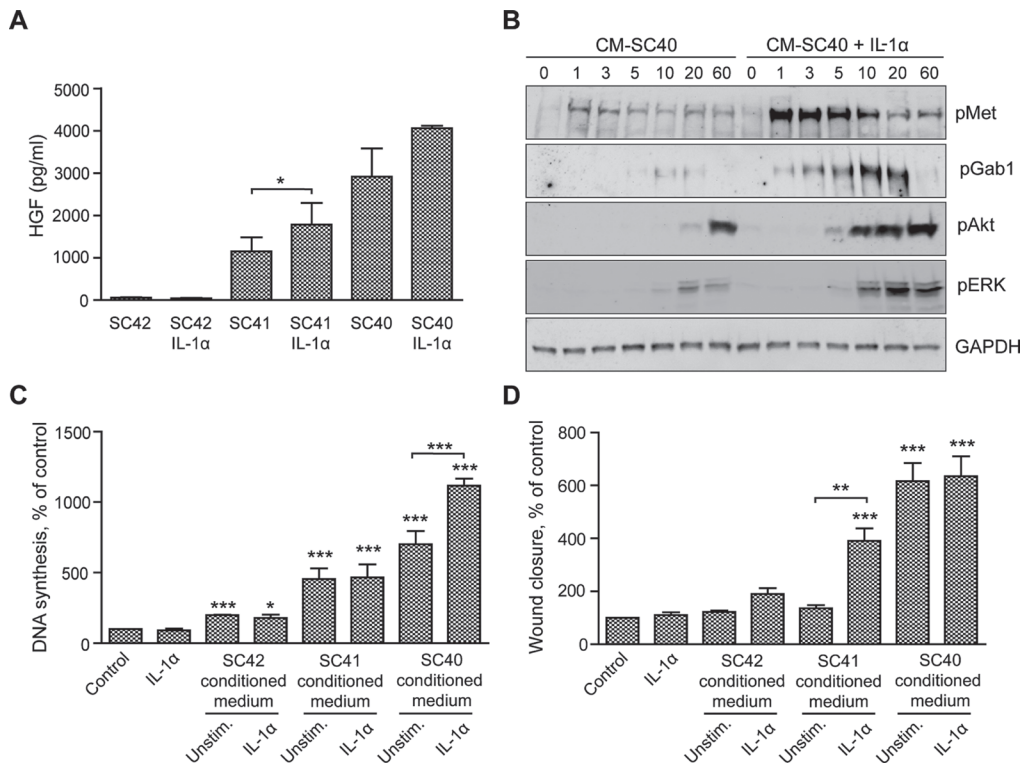 A
HGF (pg/ml)
5000
4000
3000
2000
1000
0
*
SC42
SC42
IL-1α
SC41
SC41
IL-1α
SC40
SC40
IL-1α
B
CM-SC40
CM-SC40 + IL-1α
0 1 3 5 10 20 60 0 1 3 5 10 20 60
pMet
pGab1
pAkt
pERK
GAPDH
C
DNA synthesis, % of control
1500
1000
500
0
***
*
***
***
***
***
***
Control
IL-1α
SC42
conditioned
medium
SC41
conditioned
medium
SC40
conditioned
medium
Unstim.
IL-1α
Unstim.
IL-1α
Unstim.
IL-1α
D
Wound closure, % of control
800
600
400
200
0
**
***
***
***
Control
IL-1α
SC42
conditioned
medium
SC41
conditioned
medium
SC40
conditioned
medium
Unstim.
IL-1α
Unstim.
IL-1α
Unstim.
IL-1α